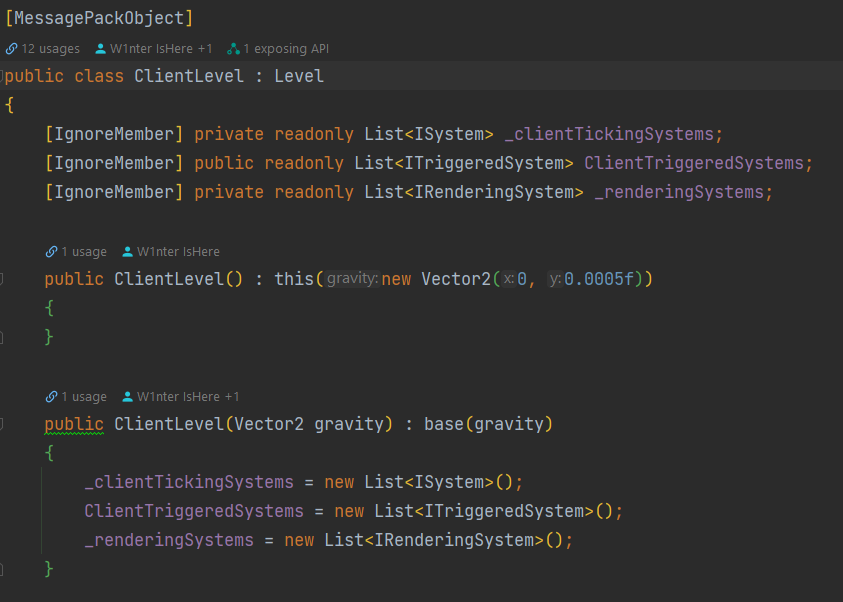 [MessagePackObject]
12 usages W1nter IsHere +1 1 exposing API
public class ClientLevel : Level
{
[IgnoreMember] private readonly List<ISystem> _clientTickingSystems;
[IgnoreMember] public readonly List<ITriggeredSystem> ClientTriggeredSystems;
[IgnoreMember] private readonly List<IRenderingSystem> _renderingSystems;
1 usage W1nter IsHere
public ClientLevel() : this(gravity: new Vector2(x: 0, y: 0.0005f))
{
}
1 usage W1nter IsHere +1
public ClientLevel(Vector2 gravity) : base(gravity)
{
_clientTickingSystems = new List<ISystem>();
ClientTriggeredSystems = new List<ITriggeredSystem>();
_renderingSystems = new List<IRenderingSystem>();
}